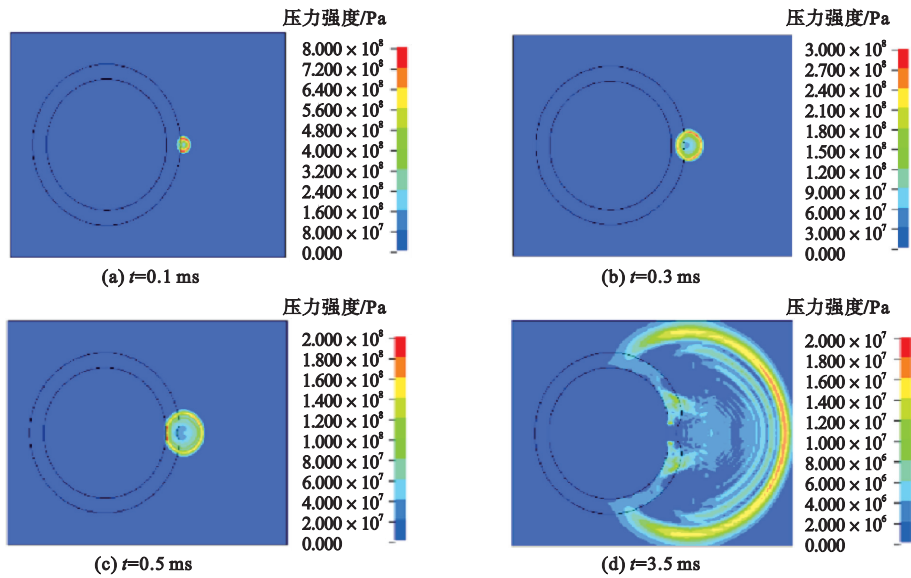 压力强度/Pa
8.000 × 10⁸
7.200 × 10⁸
6.400 × 10⁸
5.600 × 10⁸
4.800 × 10⁸
4.000 × 10⁸
3.200 × 10⁸
2.400 × 10⁸
1.600 × 10⁸
8.000 × 10⁷
0.000
(a) t=0.1 ms
压力强度/Pa
3.000 × 10⁸
2.700 × 10⁸
2.400 × 10⁸
2.100 × 10⁸
1.800 × 10⁸
1.500 × 10⁸
1.200 × 10⁸
9.000 × 10⁷
6.000 × 10⁷
3.000 × 10⁷
0.000
(b) t=0.3 ms
压力强度/Pa
2.000 × 10⁸
1.800 × 10⁸
1.600 × 10⁸
1.400 × 10⁸
1.200 × 10⁸
1.000 × 10⁸
8.000 × 10⁷
6.000 × 10⁷
4.000 × 10⁷
2.000 × 10⁷
0.000
(c) t=0.5 ms
压力强度/Pa
2.000 × 10⁷
1.800 × 10⁷
1.600 × 10⁷
1.400 × 10⁷
1.200 × 10⁷
1.000 × 10⁷
8.000 × 10⁶
6.000 × 10⁶
4.000 × 10⁶
2.000 × 10⁶
0.000
(d) t=3.5 ms